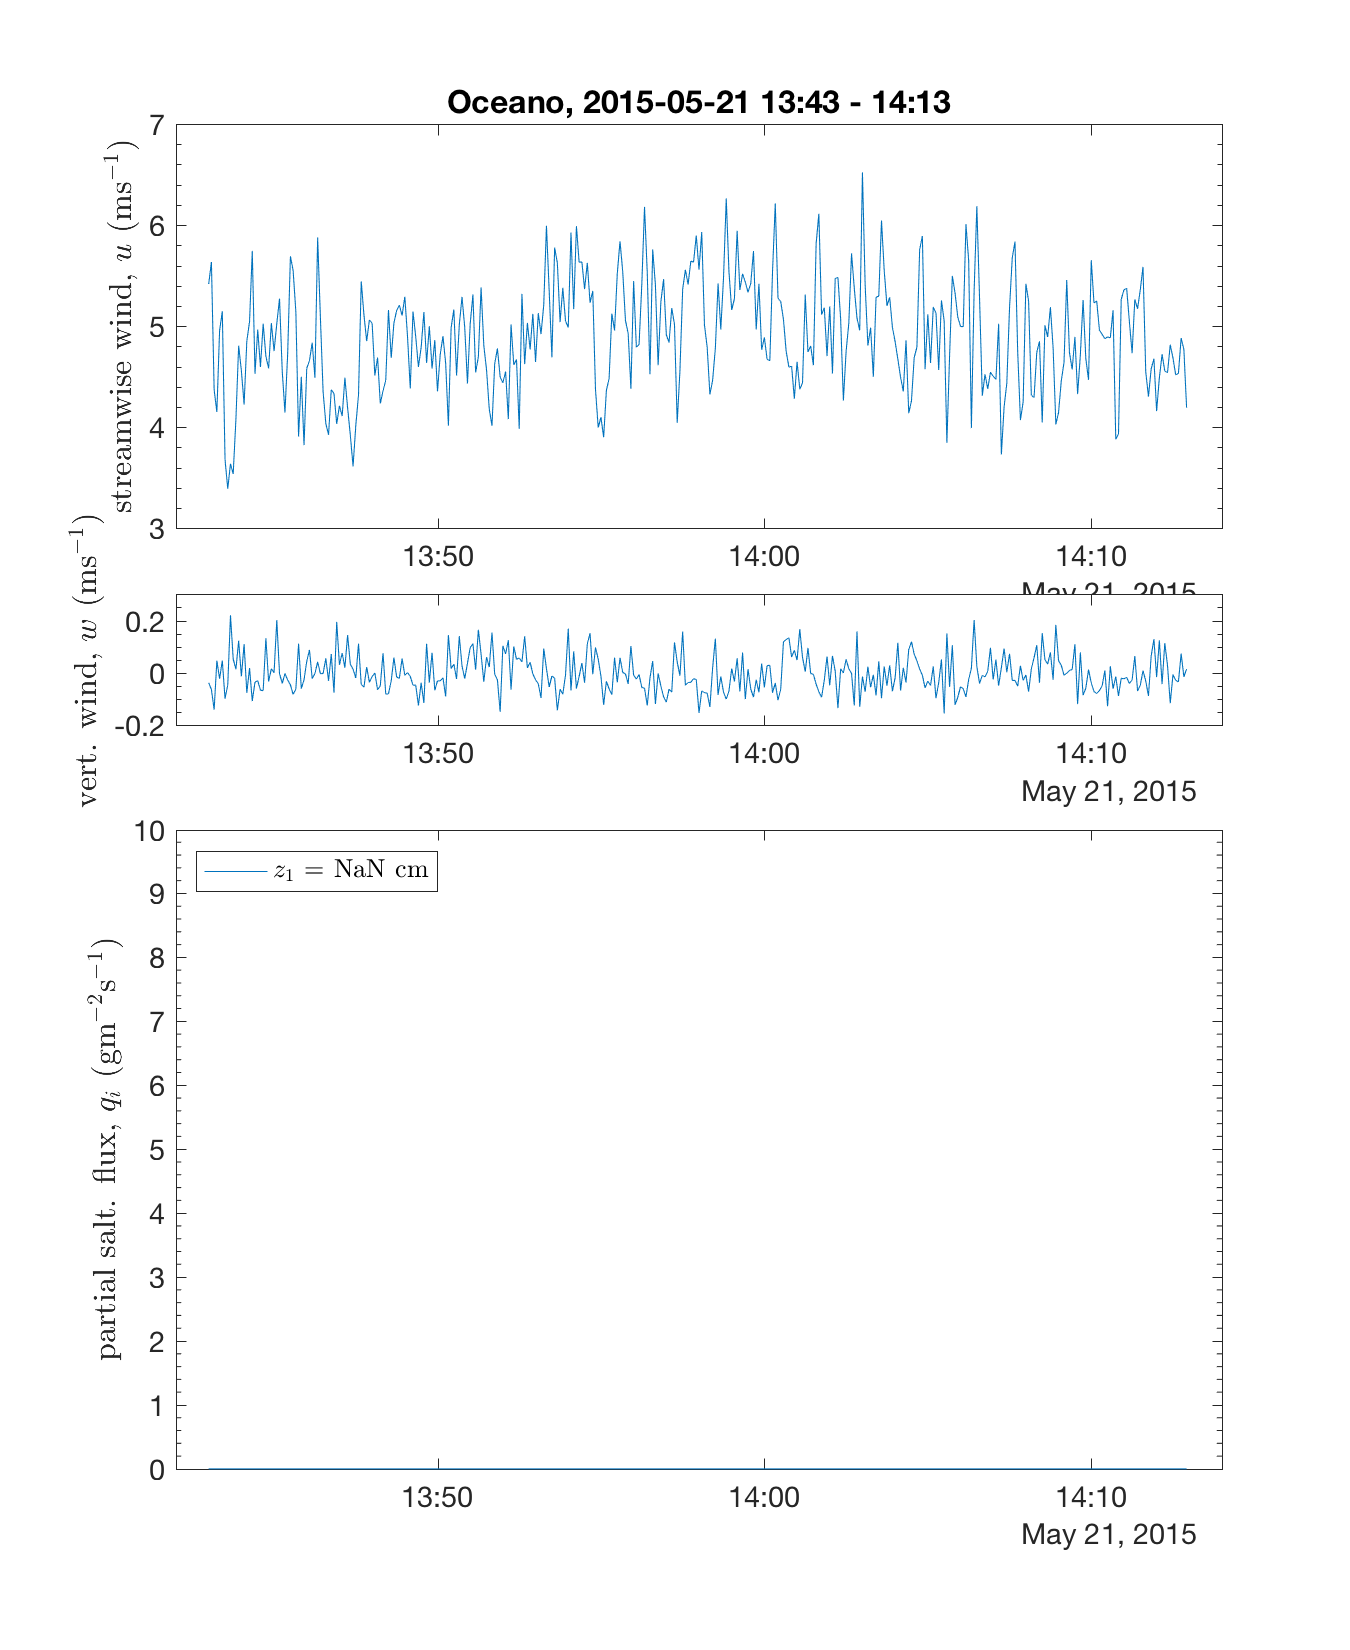 Oceano, 2015-05-21 13:43 - 14:13
streamwise wind, u (ms⁻¹)
7
6
5
4
3
13:50 14:00 14:10
May 21, 2015
vert. wind, w (ms⁻¹)
0.2
0
-0.2
13:50 14:00 14:10
May 21, 2015
partial salt. flux, qᵢ (gm⁻²s⁻¹)
10
9
8
7
6
5
4
3
2
1
0
z₁ = NaN cm
13:50 14:00 14:10
May 21, 2015